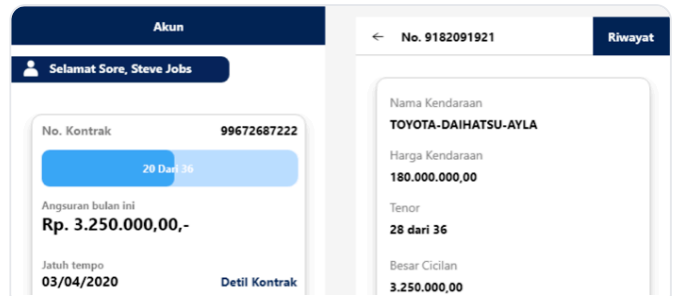 Akun
Selamat Sore, Steve Jobs
No. Kontrak 99672687222
20 Dari 36
Angsuran bulan ini
Rp. 3.250.000,00,-
Jatuh tempo
03/04/2020 Detil Kontrak
No. 9182091921 Riwayat
Nama Kendaraan
TOYOTA-DAIHATSU-AYLA
Harga Kendaraan
180.000.000,00
Tenor
28 dari 36
Besar Cicilan
3.250.000,00